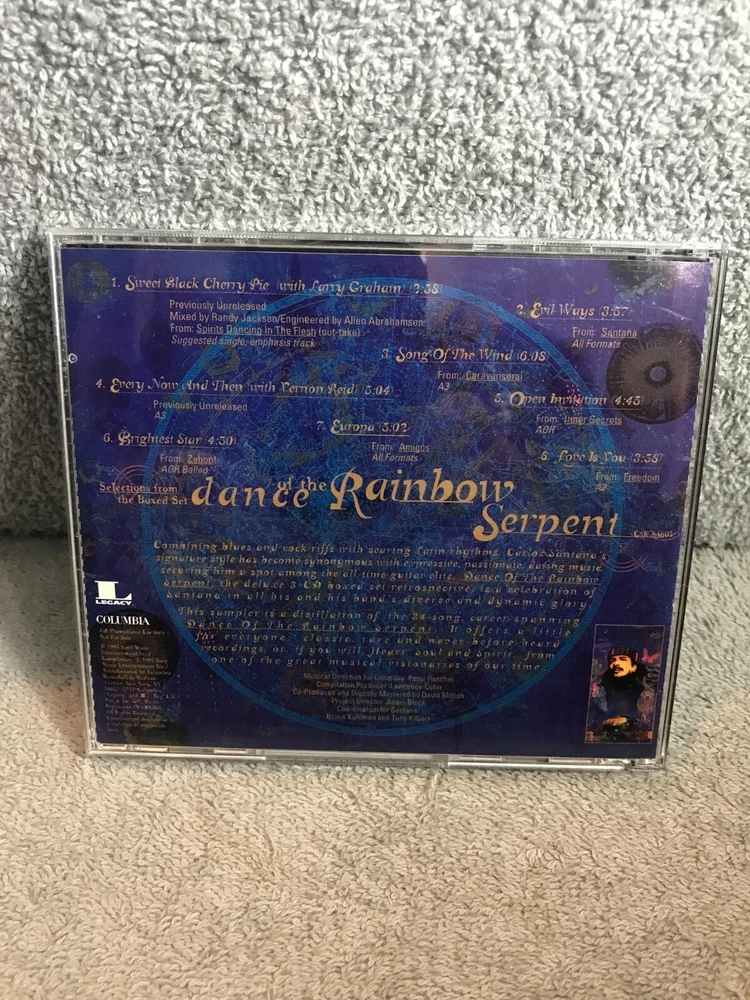 1. Sweet Black Cherry Pie (with Larry Graham) (3:58)
Previously Unreleased
Mixed by Randy Jackson/Engineered by Allen Abrahamson
From: Spirits Dancing In The Flesh (out-take)
Suggested single, emphasis track
2. Evil Ways (3:57)
From: Santana
All Formats
3. Song Of The Wind (6:08)
From: Caravanserai
A3
4. Every Now And Then (with Vernon Reid) (5:04)
Previously Unreleased
A3
5. Open Invitation (4:45)
From: Inner Secrets
AOR
6. Brightest Star (4:50)
From: Zebop!
AOR Ballad
7. Europa (5:02)
From: Amigos
All Formats
8. Love Is You (3:58)
From: Freedom
A2
Selections from
the Boxed Set
dance of the Rainbow
Serpent
Combining blues and rock riffs with soaring Latin rhythms, Carlos Santana's
signature style has become synonymous with expressive, passionate, daring music,
securing him a spot among the all-time guitar elite. Dance Of The Rainbow
Serpent, the deluxe 3 CD boxed set retrospective, is a celebration of
Santana in all his and his band's diverse and dynamic glory.
This sampler is a distillation of the 34-song, career spanning
Dance Of The Rainbow Serpent. It offers a little
for everyone: classic, rare and never before heard
recordings, or if you will, Heart, Soul and Spirit, from
one of the great musical visionaries of our time.
Musical Direction for Columbia: Peter Fletcher
Compilation Producer: Lawrence Cohn
Co-Produced and Digitally Mastered by David Mitson
Project Director: Adam Block
Coordination for Santana:
Bruce Kuhlman and Tony Kilbert
L
LEGACY
COLUMBIA
For Promotional Use Only
Not For Sale